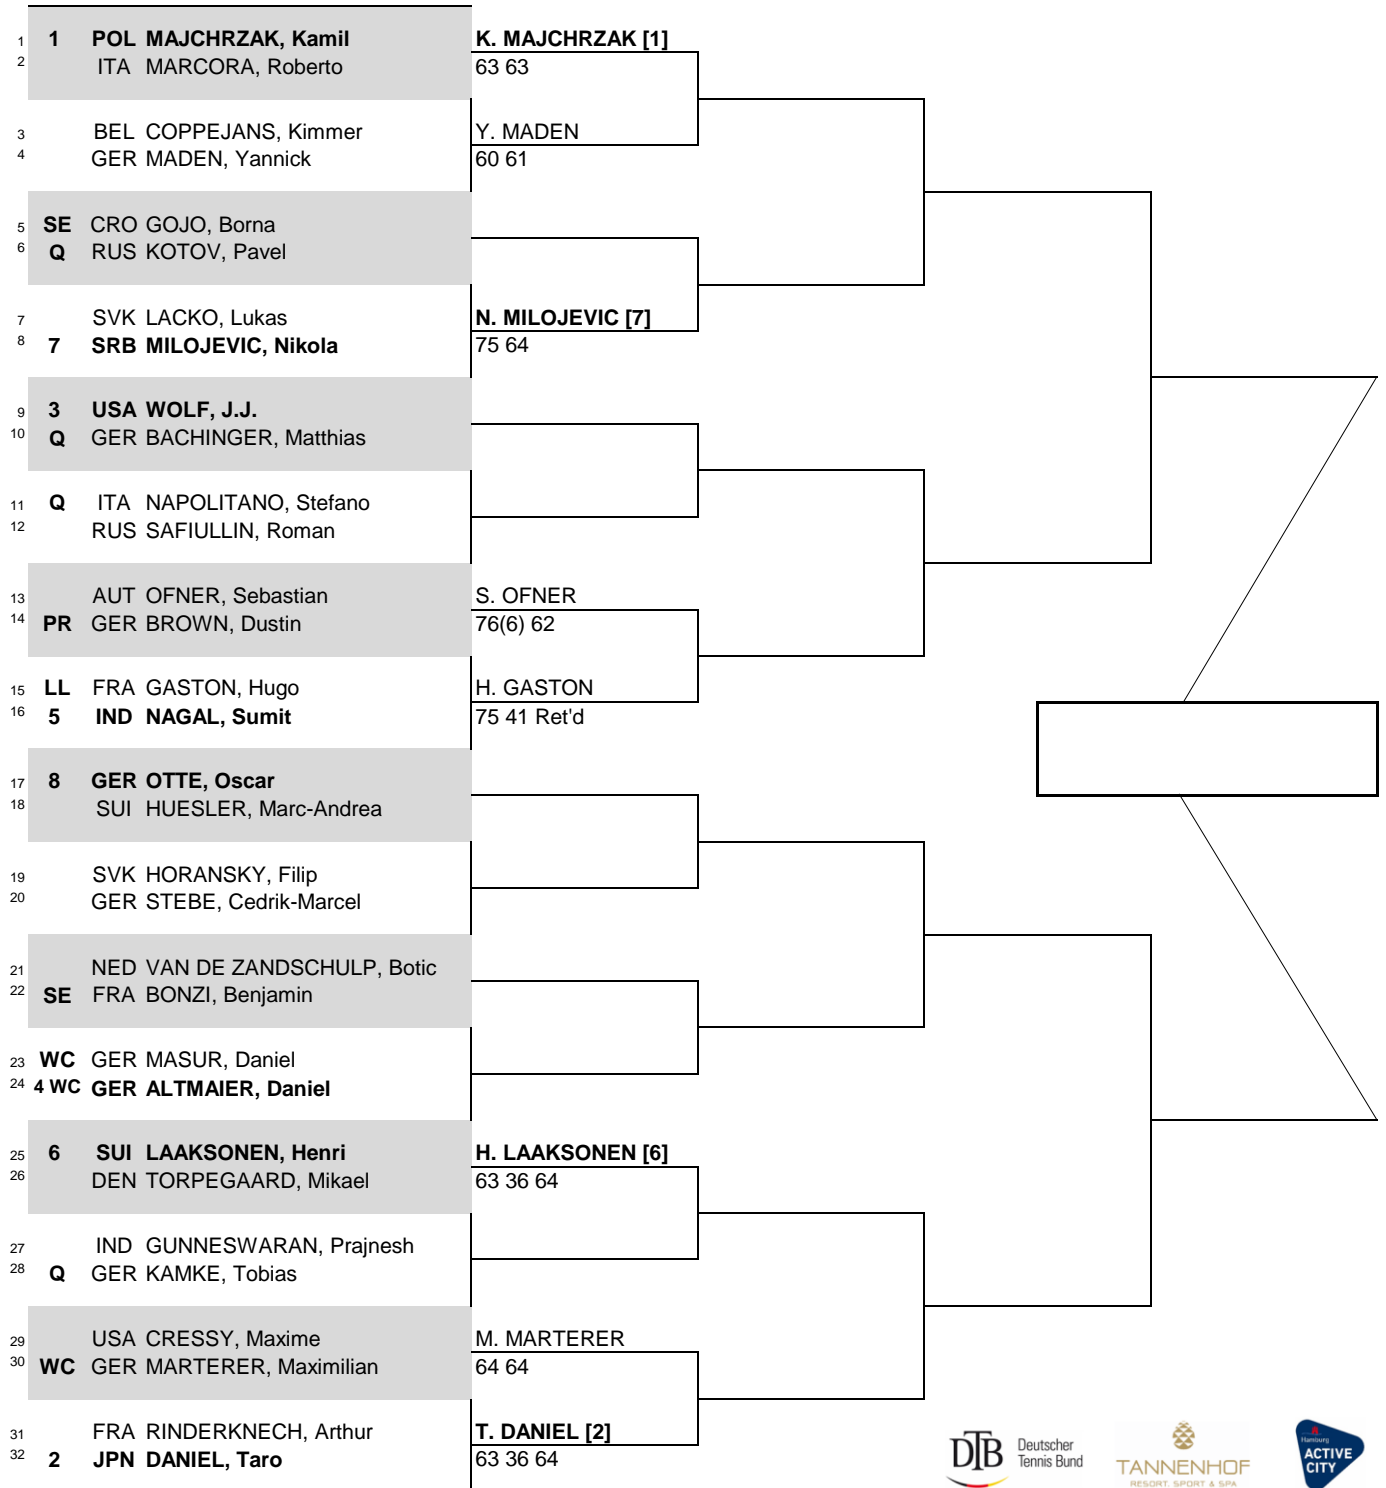 1 1 POL MAJCHRZAK, Kamil K. MAJCHRZAK [1]
2 ITA MARCORA, Roberto 63 63
3 BEL COPPEJANS, Kimmer Y. MADEN
4 GER MADEN, Yannick 60 61
5 SE CRO GOJO, Borna
6 Q RUS KOTOV, Pavel
7 SVK LACKO, Lukas N. MILOJEVIC [7]
8 7 SRB MILOJEVIC, Nikola 75 64
9 3 USA WOLF, J.J.
10 Q GER BACHINGER, Matthias
11 Q ITA NAPOLITANO, Stefano
12 RUS SAFIULLIN, Roman
13 AUT OFNER, Sebastian S. OFNER
14 PR GER BROWN, Dustin 76(6) 62
15 LL FRA GASTON, Hugo H. GASTON
16 5 IND NAGAL, Sumit 75 41 Ret'd
17 8 GER OTTE, Oscar
18 SUI HUESLER, Marc-Andrea
19 SVK HORANSKY, Filip
20 GER STEBE, Cedrik-Marcel
21 NED VAN DE ZANDSCHULP, Botic
22 SE FRA BONZI, Benjamin
23 WC GER MASUR, Daniel
24 4 WC GER ALTMAIER, Daniel
25 6 SUI LAAKSONEN, Henri H. LAAKSONEN [6]
26 DEN TORPEGAARD, Mikael 63 36 64
27 IND GUNNESWARAN, Prajnesh
28 Q GER KAMKE, Tobias
29 USA CRESSY, Maxime M. MARTERER
30 WC GER MARTERER, Maximilian 64 64
31 FRA RINDERKNECH, Arthur T. DANIEL [2]
32 2 JPN DANIEL, Taro 63 36 64
DTB Deutscher
Tennis Bund
TANNENHOF
RESORT. SPORT & SPA
Hamburg
ACTIVE
CITY